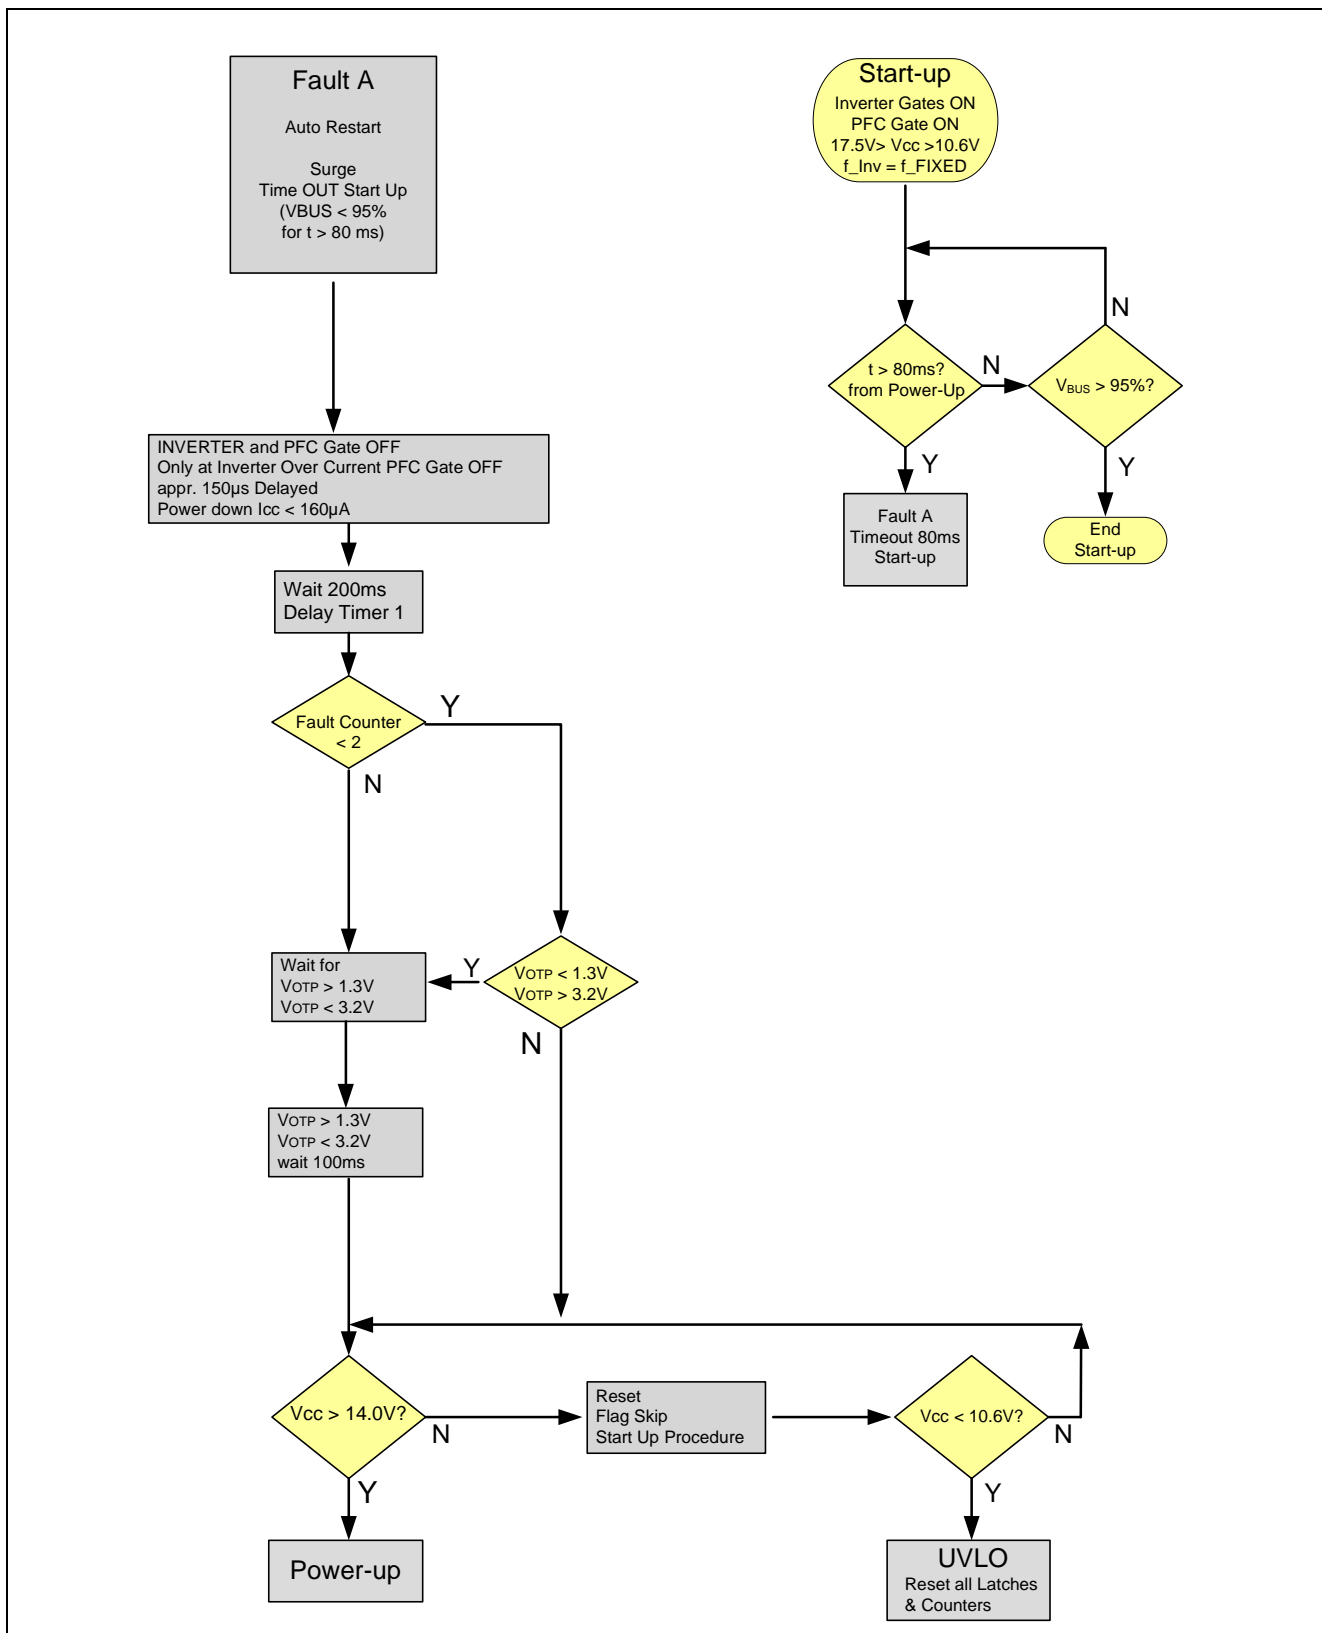 Fault A
Auto Restart
Surge
Time OUT Start Up
(VBUS < 95%
for t > 80 ms)
INVERTER and PFC Gate OFF
Only at Inverter Over Current PFC Gate OFF
appr. 150µs Delayed
Power down Icc < 160µA
Wait 200ms
Delay Timer 1
Fault Counter
< 2
Y
N
Wait for
VOTP > 1.3V
VOTP < 3.2V
Y
VOTP < 1.3V
VOTP > 3.2V
N
VOTP > 1.3V
VOTP < 3.2V
wait 100ms
Vcc > 14.0V?
N
Y
Reset
Flag Skip
Start Up Procedure
Vcc < 10.6V?
N
Y
Power-up
UVLO
Reset all Latches
& Counters
Start-up
Inverter Gates ON
PFC Gate ON
17.5V> Vcc >10.6V
f_Inv = f_FIXED
t > 80ms?
from Power-Up
N
VBUS > 95%?
N
Y
Y
Fault A
Timeout 80ms
Start-up
End
Start-up